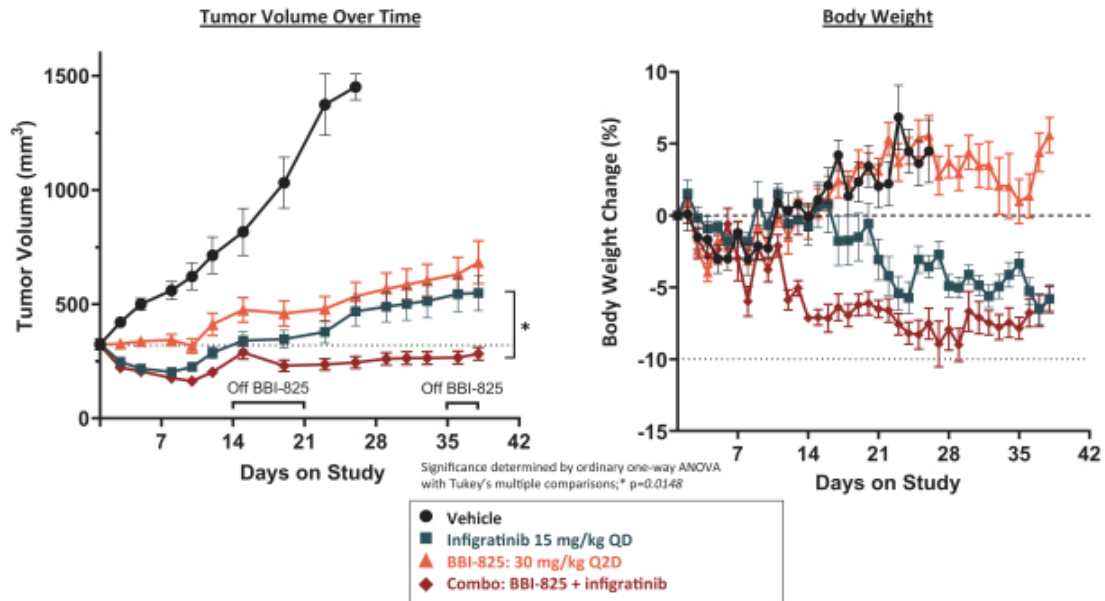 Tumor Volume Over Time
Tumor Volume (mm³)
1500
1000
500
0
*
Off BBI-825
Off BBI-825
7 14 21 28 35 42
Days on Study
Significance determined by ordinary one-way ANOVA
with Tukey's multiple comparisons;* p=0.0148
Body Weight
Body Weight Change (%)
10
5
0
-5
-10
-15
7 14 21 28 35 42
Days on Study
Vehicle
Infigratinib 15 mg/kg QD
BBI-825: 30 mg/kg Q2D
Combo: BBI-825 + infigratinib